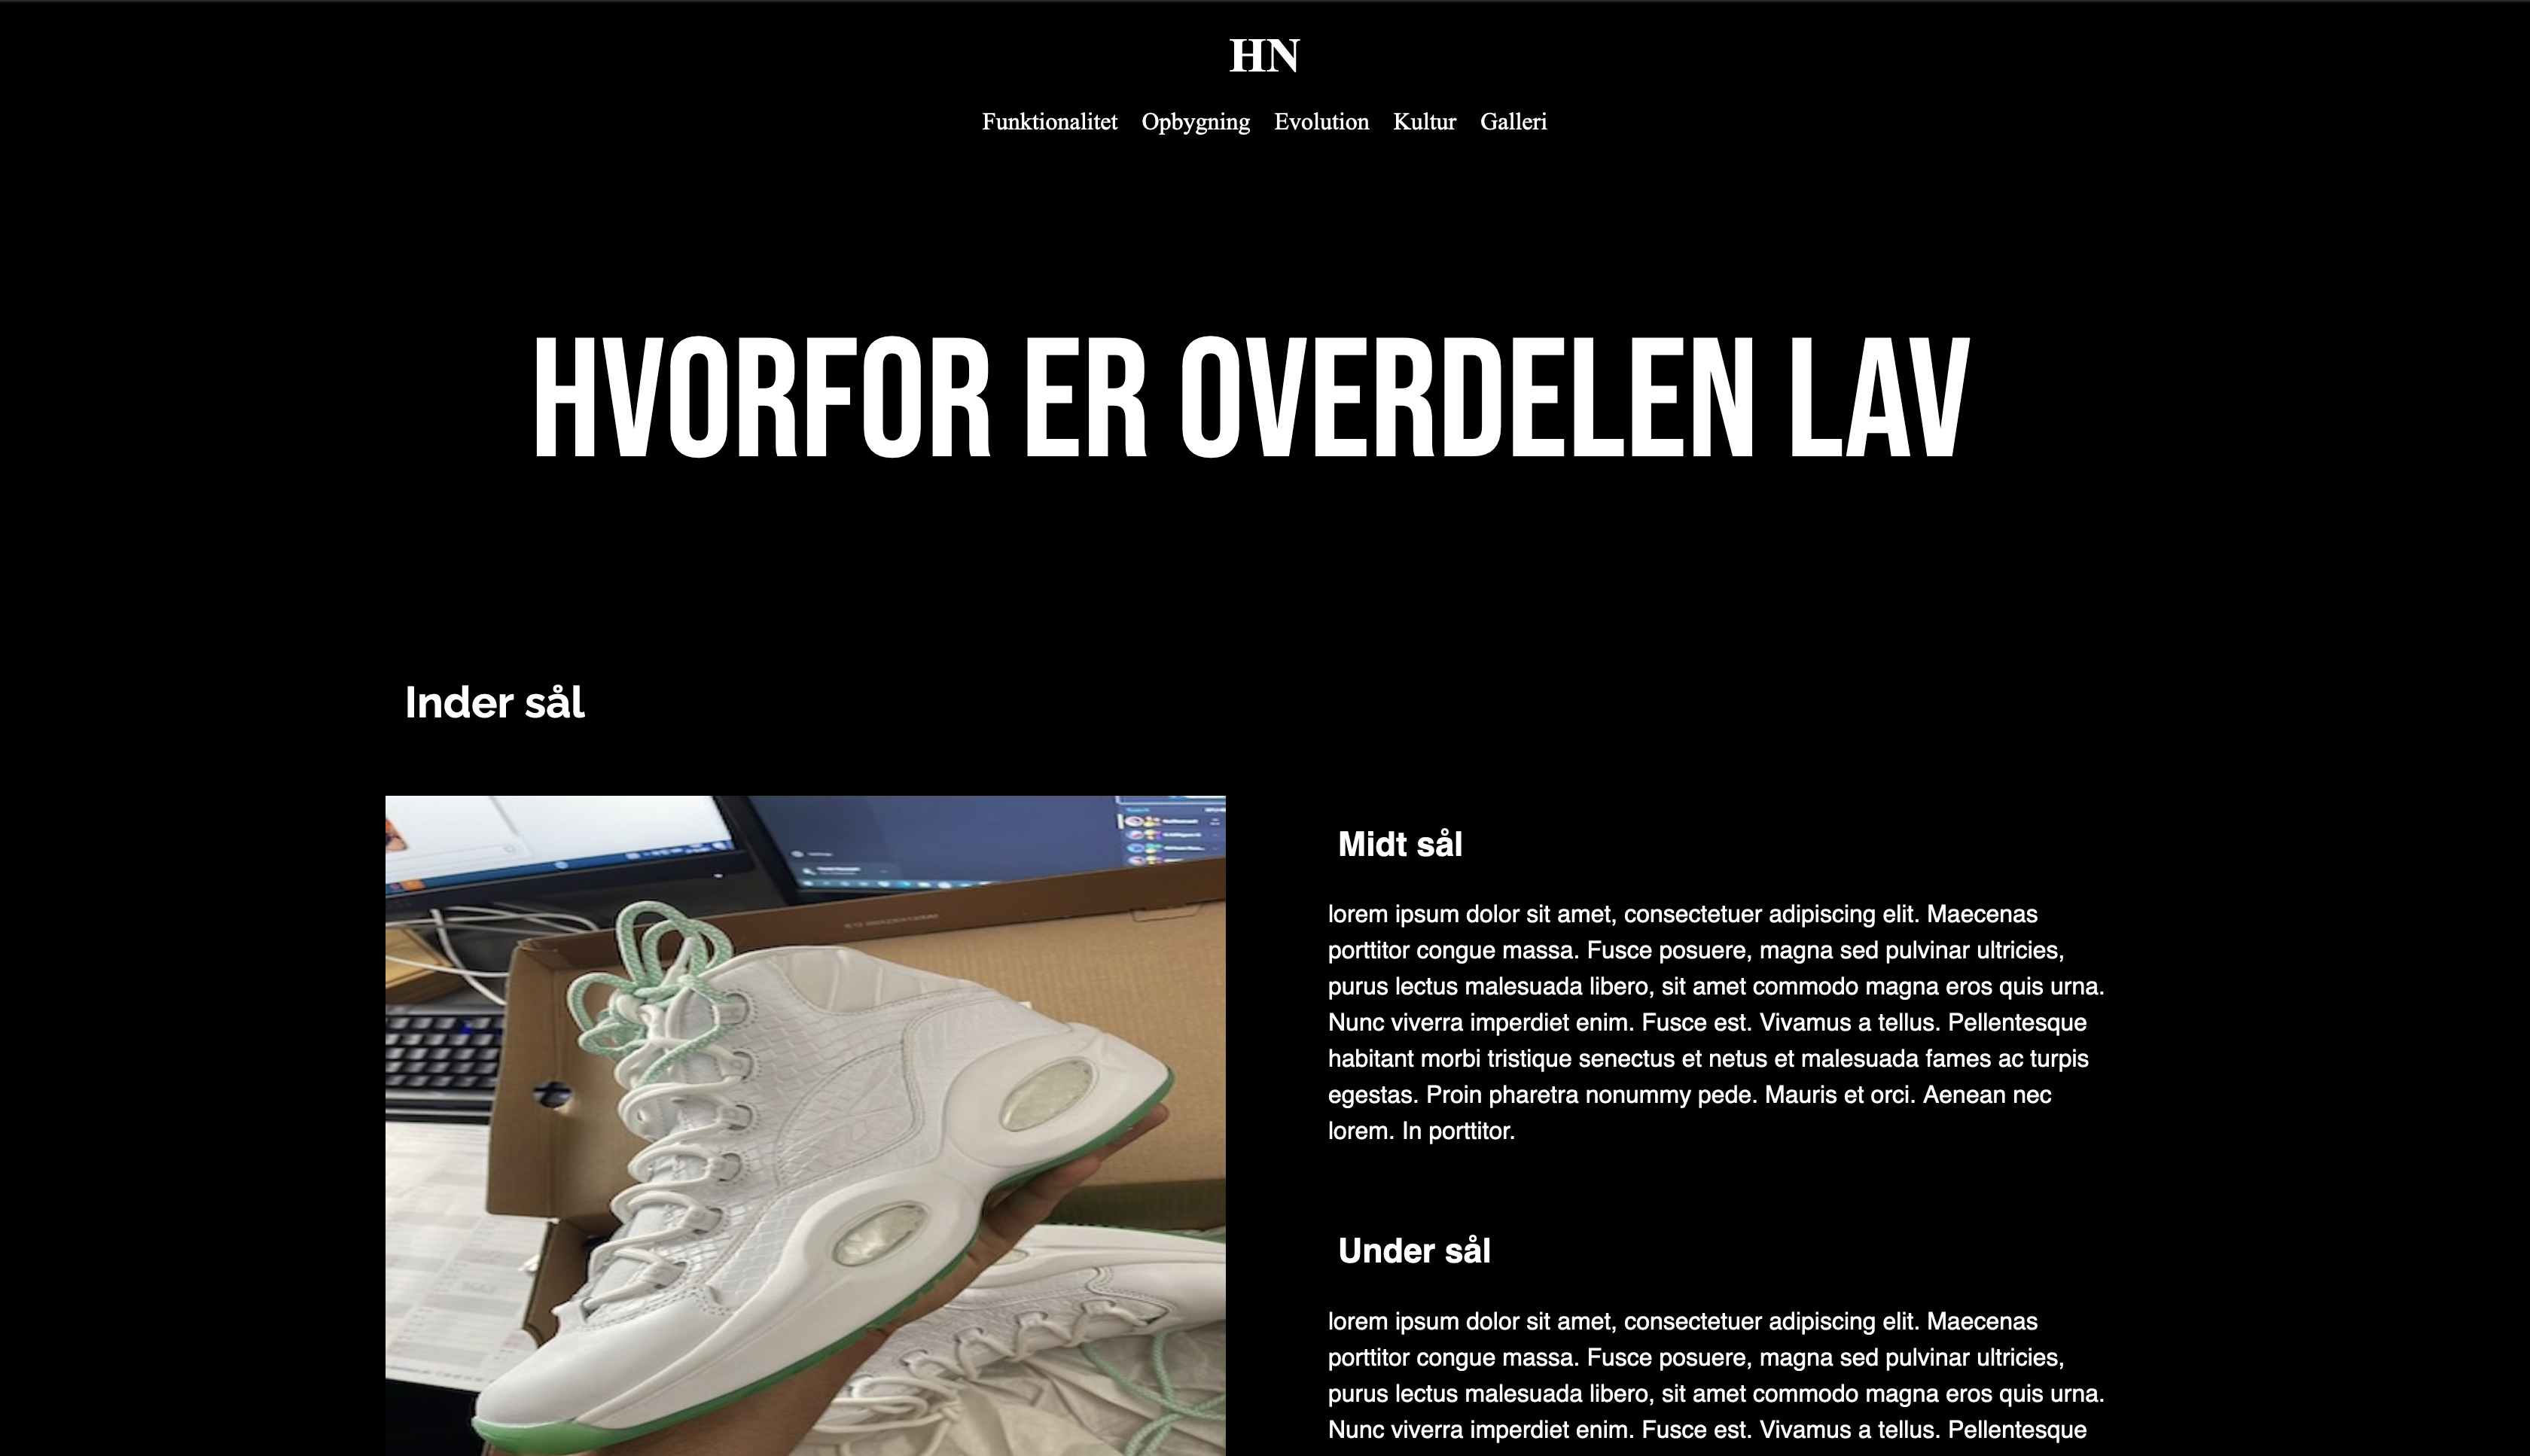 HN
Funktionalitet Opbygning Evolution Kultur Galleri
HVORFOR ER OVERDELEN LAV
Inder sål
Midt sål
lorem ipsum dolor sit amet, consectetuer adipiscing elit. Maecenas
porttitor congue massa. Fusce posuere, magna sed pulvinar ultricies,
purus lectus malesuada libero, sit amet commodo magna eros quis urna.
Nunc viverra imperdiet enim. Fusce est. Vivamus a tellus. Pellentesque
habitant morbi tristique senectus et netus et malesuada fames ac turpis
egestas. Proin pharetra nonummy pede. Mauris et orci. Aenean nec
lorem. In porttitor.
Under sål
lorem ipsum dolor sit amet, consectetuer adipiscing elit. Maecenas
porttitor congue massa. Fusce posuere, magna sed pulvinar ultricies,
purus lectus malesuada libero, sit amet commodo magna eros quis urna.
Nunc viverra imperdiet enim. Fusce est. Vivamus a tellus. Pellentesque